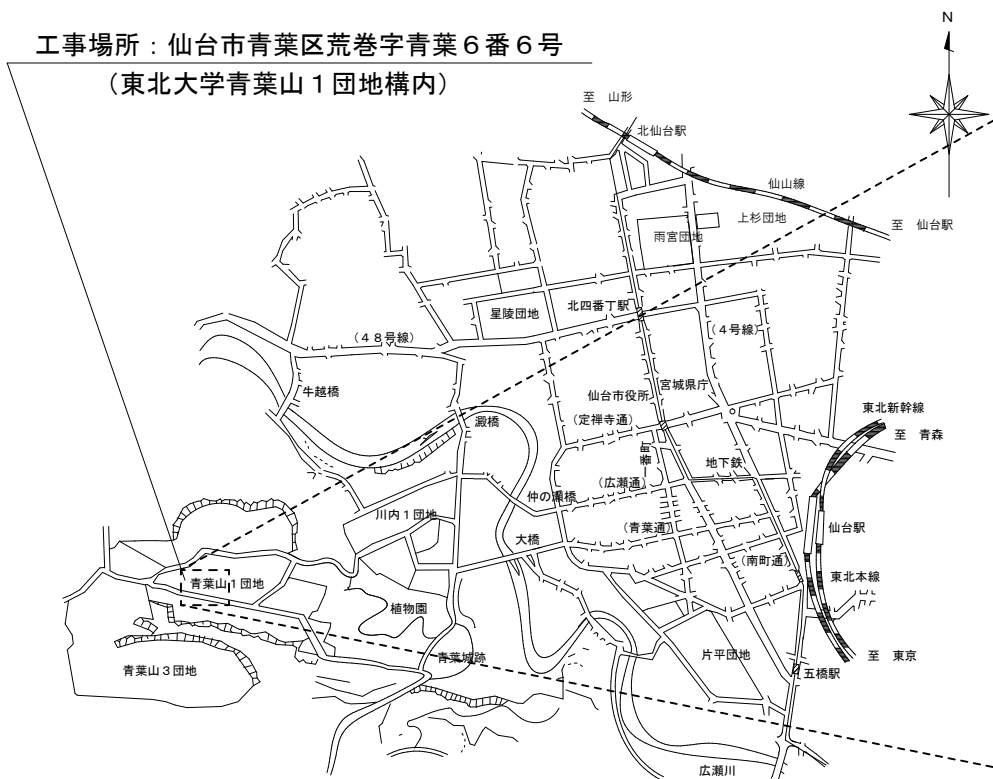 工事場所：仙台市青葉区荒巻字青葉６番６号
（東北大学青葉山１団地構内）
N
至　山形
北仙台駅
仙山線
上杉団地
至　仙台駅
雨宮団地
星陵団地
北四番丁駅
（４８号線）
（４号線）
牛越橋
仙台市役所
宮城県庁
澱橋
（定禅寺通）
東北新幹線
至　青森
地下鉄
仲の瀬橋
（広瀬通）
川内１団地
大橋
（青葉通）
仙台駅
（南町通）
青葉山１団地
東北本線
植物園
青葉城跡
片平団地
至　東京
青葉山３団地
五橋駅
広瀬川